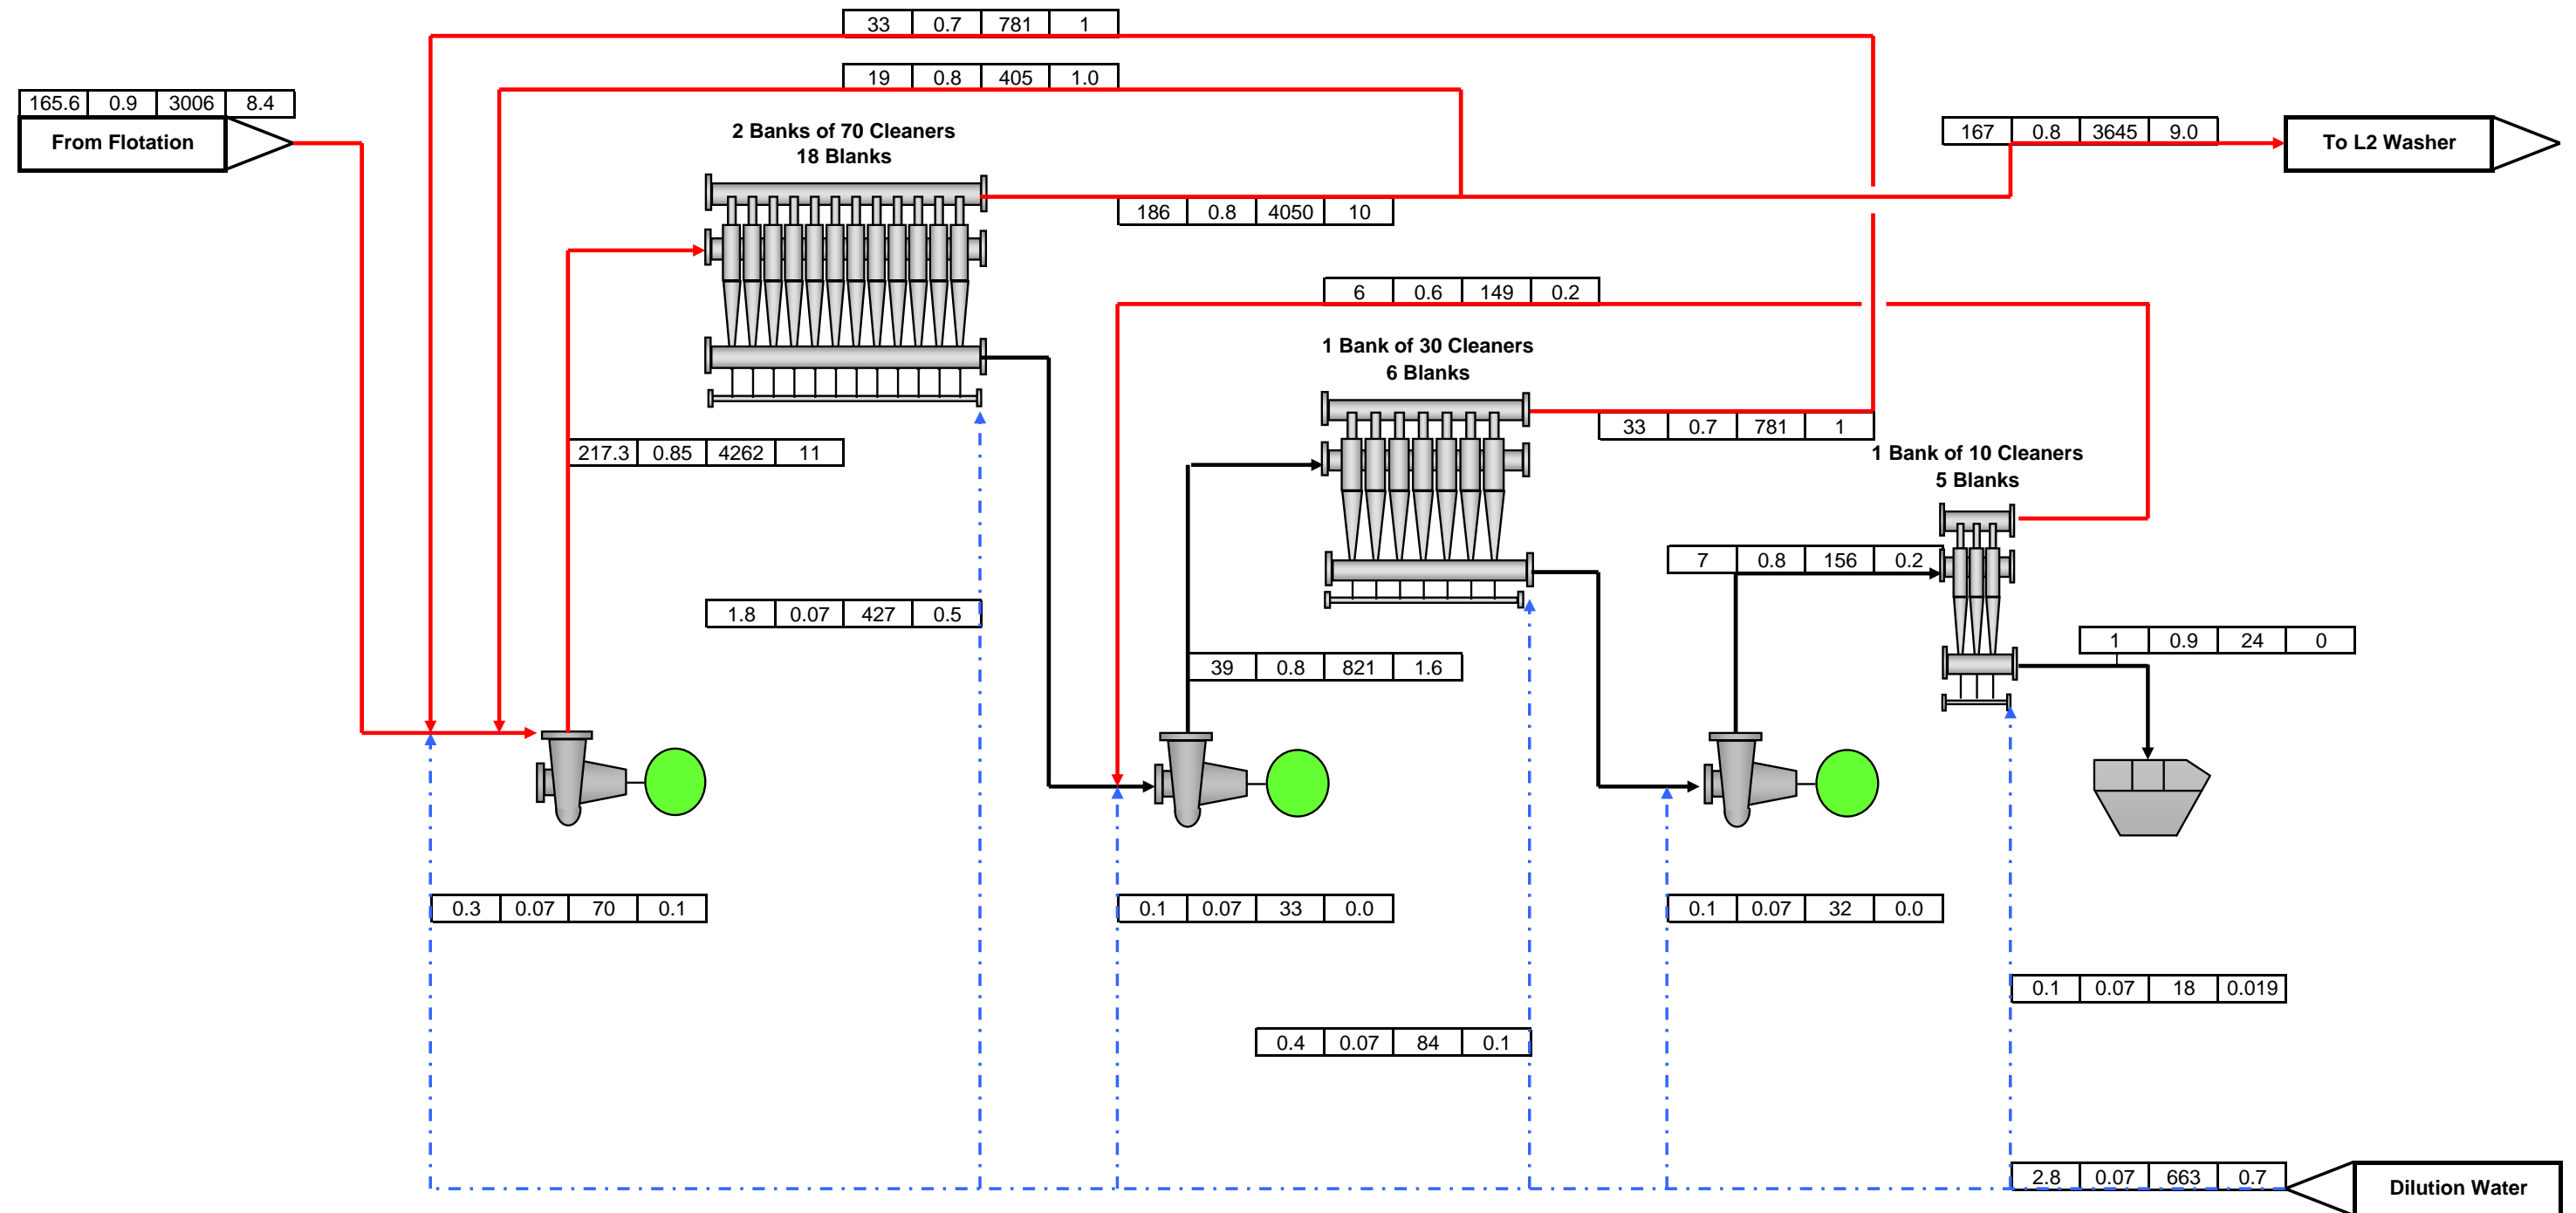 33 0.7 781 1
19 0.8 405 1.0
165.6 0.9 3006 8.4
From Flotation
2 Banks of 70 Cleaners
18 Blanks
167 0.8 3645 9.0
To L2 Washer
186 0.8 4050 10
6 0.6 149 0.2
1 Bank of 30 Cleaners
6 Blanks
33 0.7 781 1
217.3 0.85 4262 11
1 Bank of 10 Cleaners
5 Blanks
7 0.8 156 0.2
1.8 0.07 427 0.5
1 0.9 24 0
39 0.8 821 1.6
0.3 0.07 70 0.1
0.1 0.07 33 0.0
0.1 0.07 32 0.0
0.1 0.07 18 0.019
0.4 0.07 84 0.1
2.8 0.07 663 0.7
Dilution Water